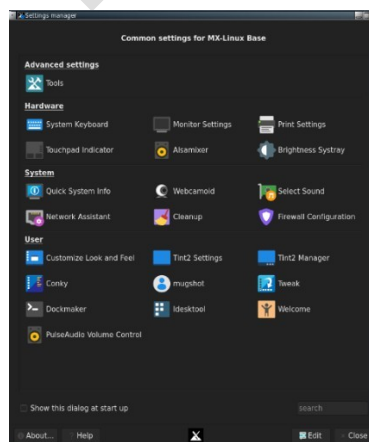 Settings manager
Common settings for MX-Linux Base
Advanced settings
Tools
Hardware
System Keyboard Monitor Settings Print Settings
Touchpad Indicator Alsamixer Brightness Systray
System
Quick System Info Webcamoid Select Sound
Network Assistant Cleanup Firewall Configuration
User
Customize Look and Feel Tint2 Settings Tint2 Manager
Conky mugshot Tweak
Dockmaker Idesktool Welcome
PulseAudio Volume Control
Show this dialog at start up search
About... Help Edit Close